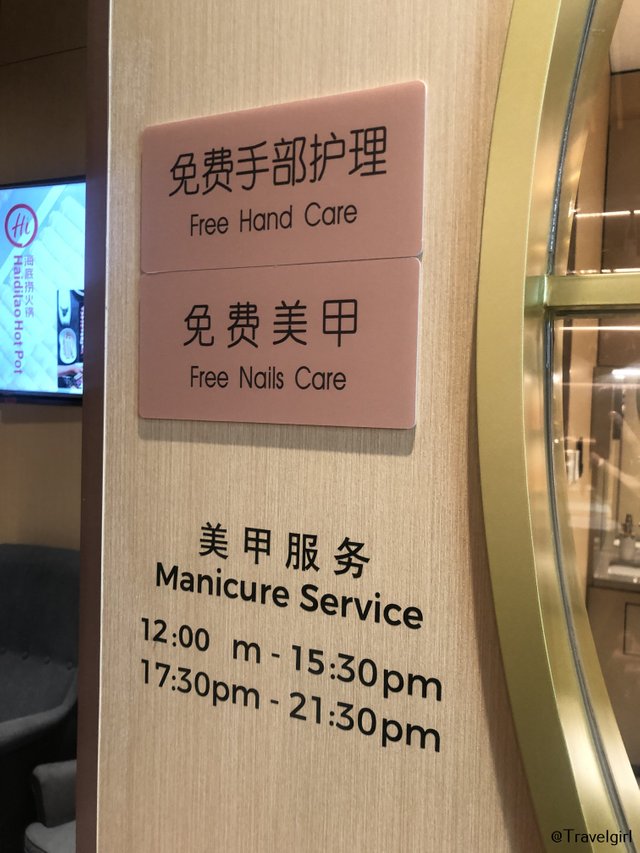 免费手部护理
Free Hand Care
免费美甲
Free Nails Care
美甲服务
Manicure Service
12:00 m - 15:30pm
17:30pm - 21:30pm
Hi
海底捞火锅
Haidilao Hot Pot
@Travelgirl